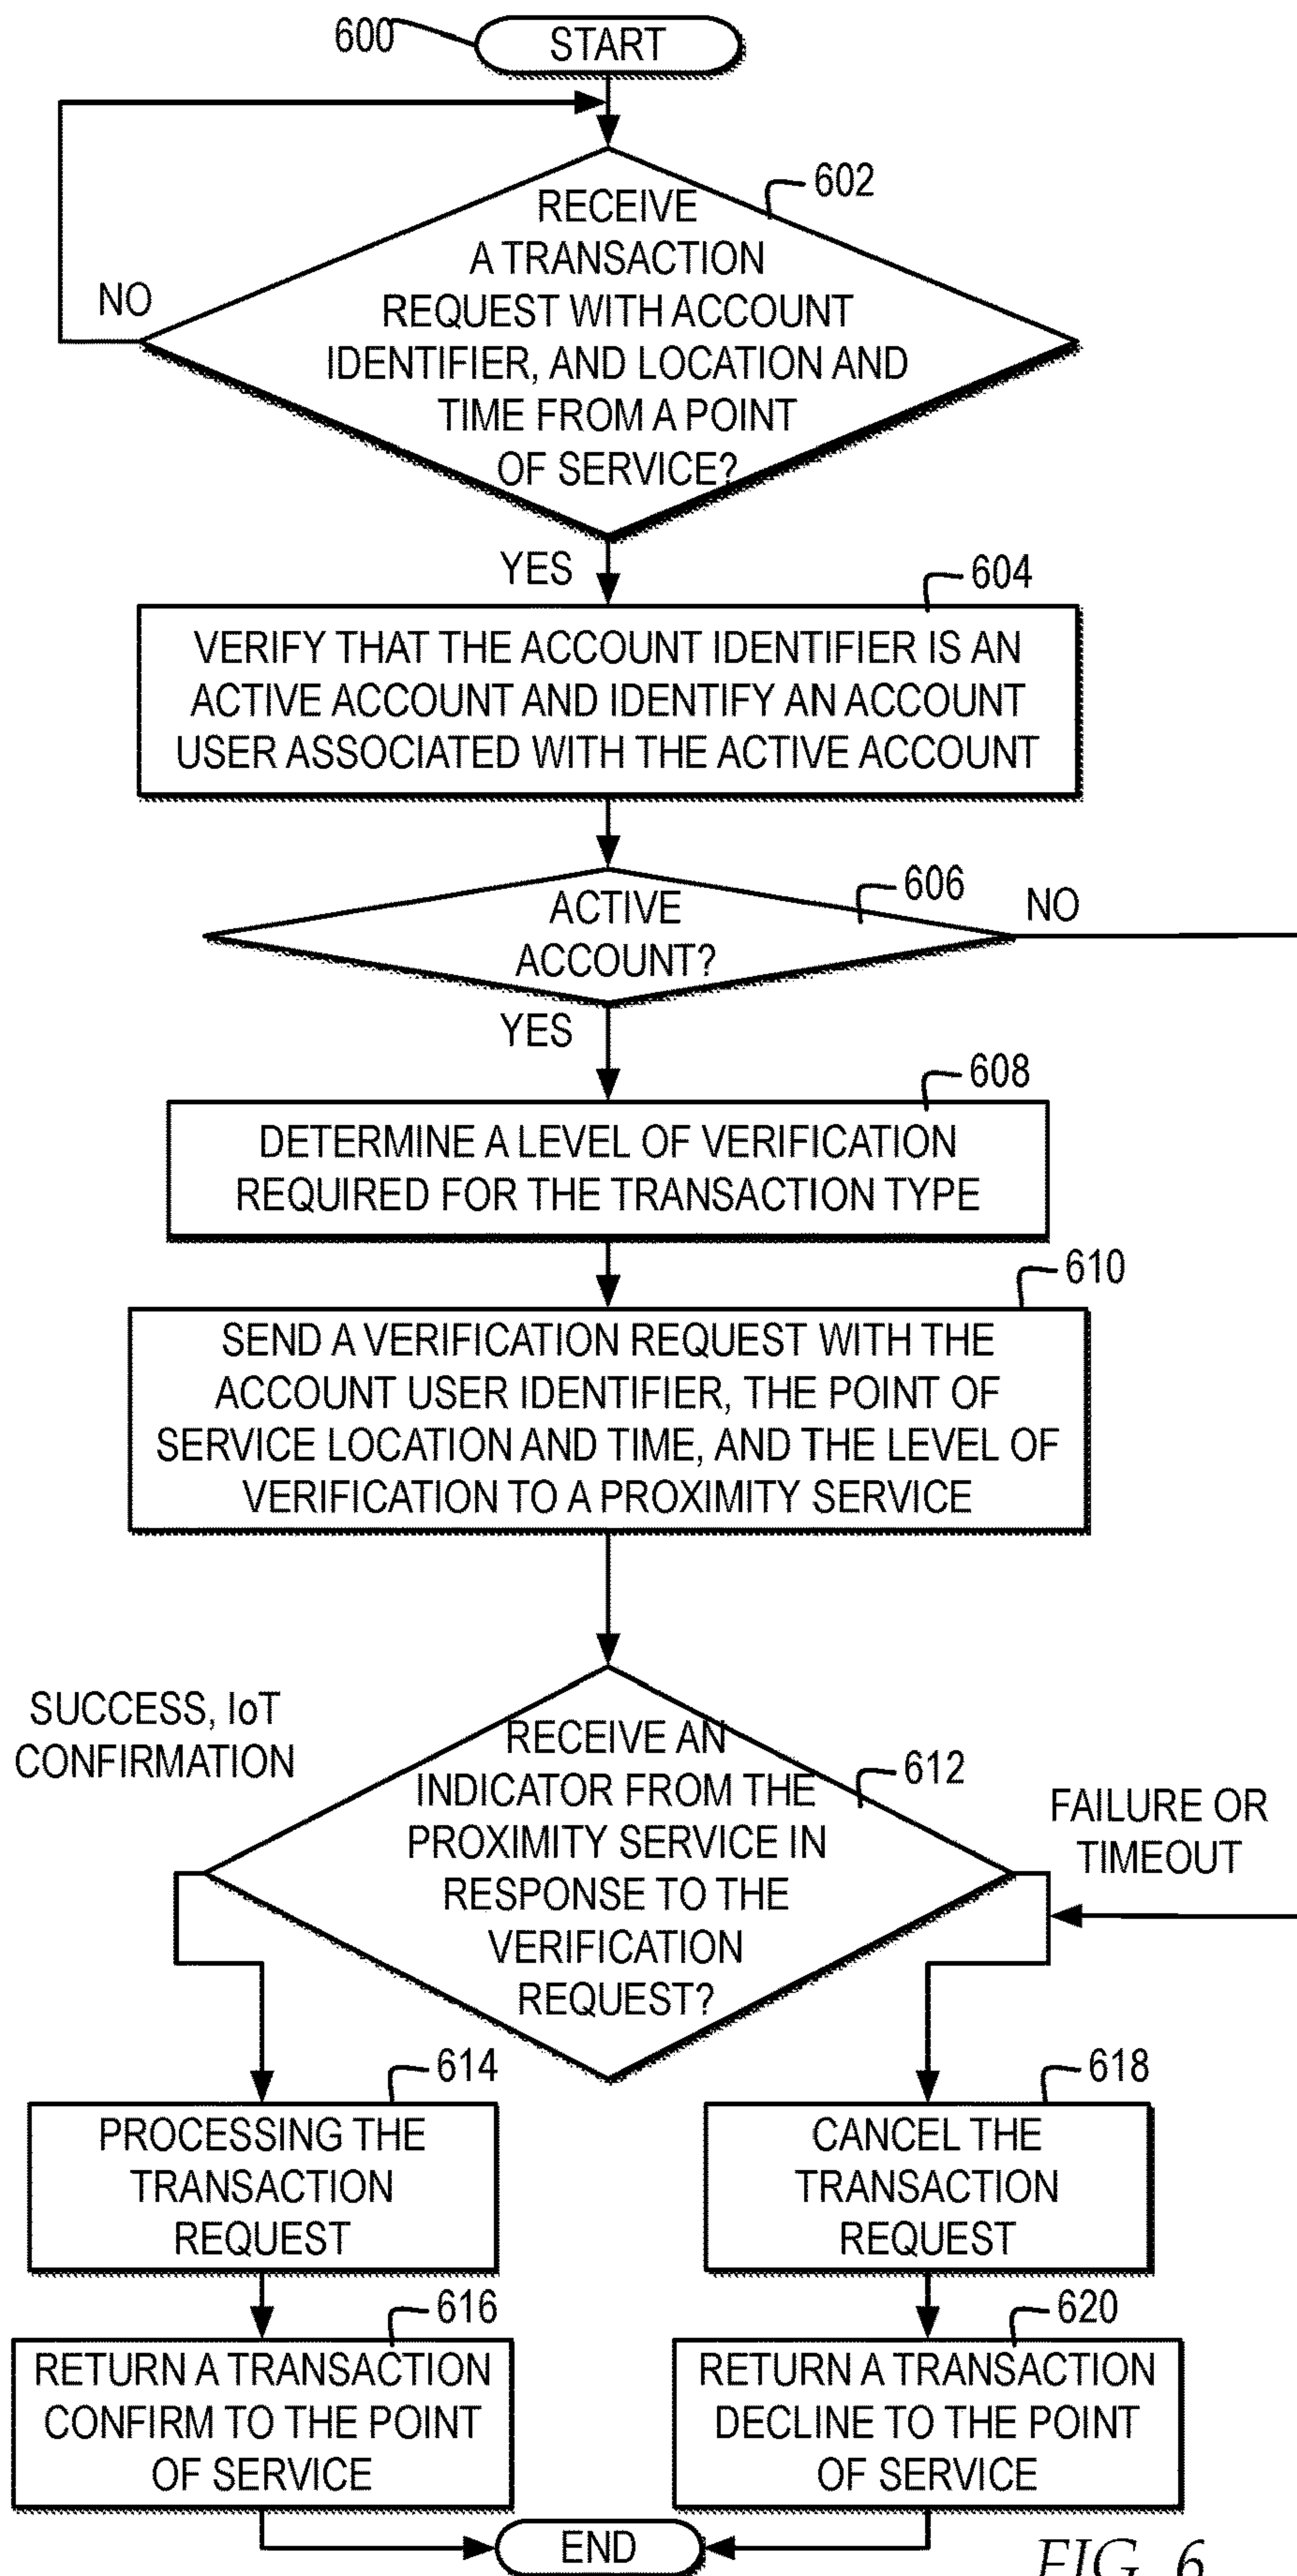 600
START
602
RECEIVE
A TRANSACTION
REQUEST WITH ACCOUNT
IDENTIFIER, AND LOCATION AND
TIME FROM A POINT
OF SERVICE?
NO
YES
604
VERIFY THAT THE ACCOUNT IDENTIFIER IS AN
ACTIVE ACCOUNT AND IDENTIFY AN ACCOUNT
USER ASSOCIATED WITH THE ACTIVE ACCOUNT
606
ACTIVE
ACCOUNT?
NO
YES
608
DETERMINE A LEVEL OF VERIFICATION
REQUIRED FOR THE TRANSACTION TYPE
610
SEND A VERIFICATION REQUEST WITH THE
ACCOUNT USER IDENTIFIER, THE POINT OF
SERVICE LOCATION AND TIME, AND THE LEVEL OF
VERIFICATION TO A PROXIMITY SERVICE
SUCCESS, IoT
CONFIRMATION
612
RECEIVE AN
INDICATOR FROM THE
PROXIMITY SERVICE IN
RESPONSE TO THE
VERIFICATION
REQUEST?
FAILURE OR
TIMEOUT
614
PROCESSING THE
TRANSACTION
REQUEST
618
CANCEL THE
TRANSACTION
REQUEST
616
RETURN A TRANSACTION
CONFIRM TO THE POINT
OF SERVICE
620
RETURN A TRANSACTION
DECLINE TO THE POINT
OF SERVICE
END
FIG. 6